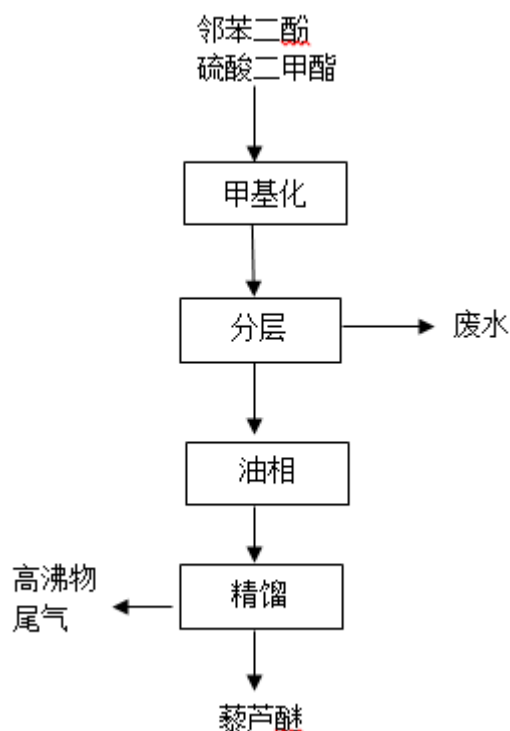 邻苯二酚
硫酸二甲酯
甲基化
分层
废水
油相
高沸物
尾气
精馏
藜芦醚